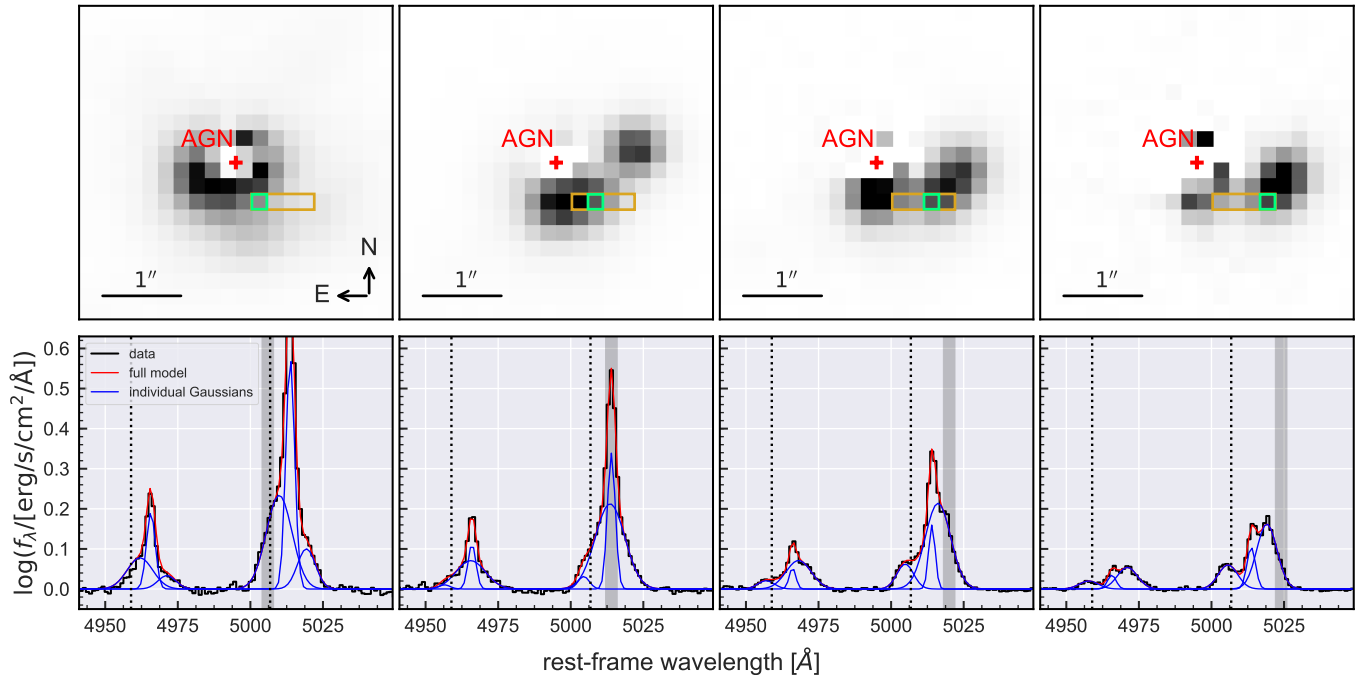 AGN
AGN
AGN
AGN
N
E
1″
1″
1″
1″
log(fλ/[erg/s/cm²/Å])
0.6
0.5
0.4
0.3
0.2
0.1
0.0
data
full model
individual Gaussians
4950 4975 5000 5025
4950 4975 5000 5025
4950 4975 5000 5025
4950 4975 5000 5025
rest-frame wavelength [Å]